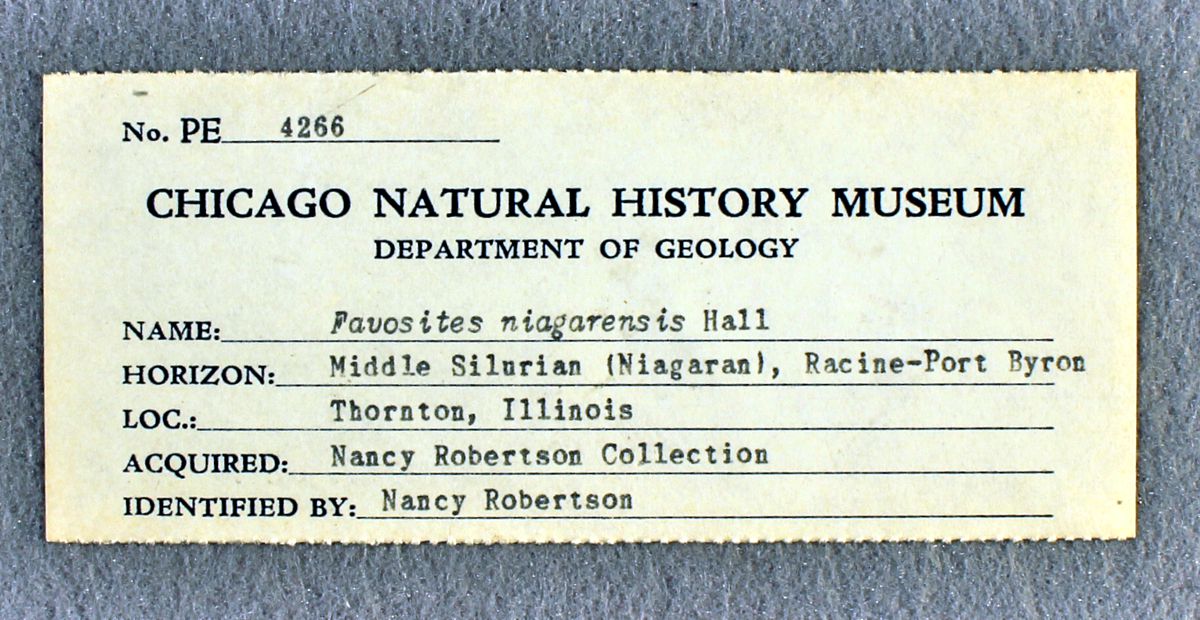 No. PE 4266
CHICAGO NATURAL HISTORY MUSEUM
DEPARTMENT OF GEOLOGY
NAME: Favosites niagarensis Hall
HORIZON: Middle Silurian (Niagaran), Racine-Port Byron
LOC.: Thornton, Illinois
ACQUIRED: Nancy Robertson Collection
IDENTIFIED BY: Nancy Robertson